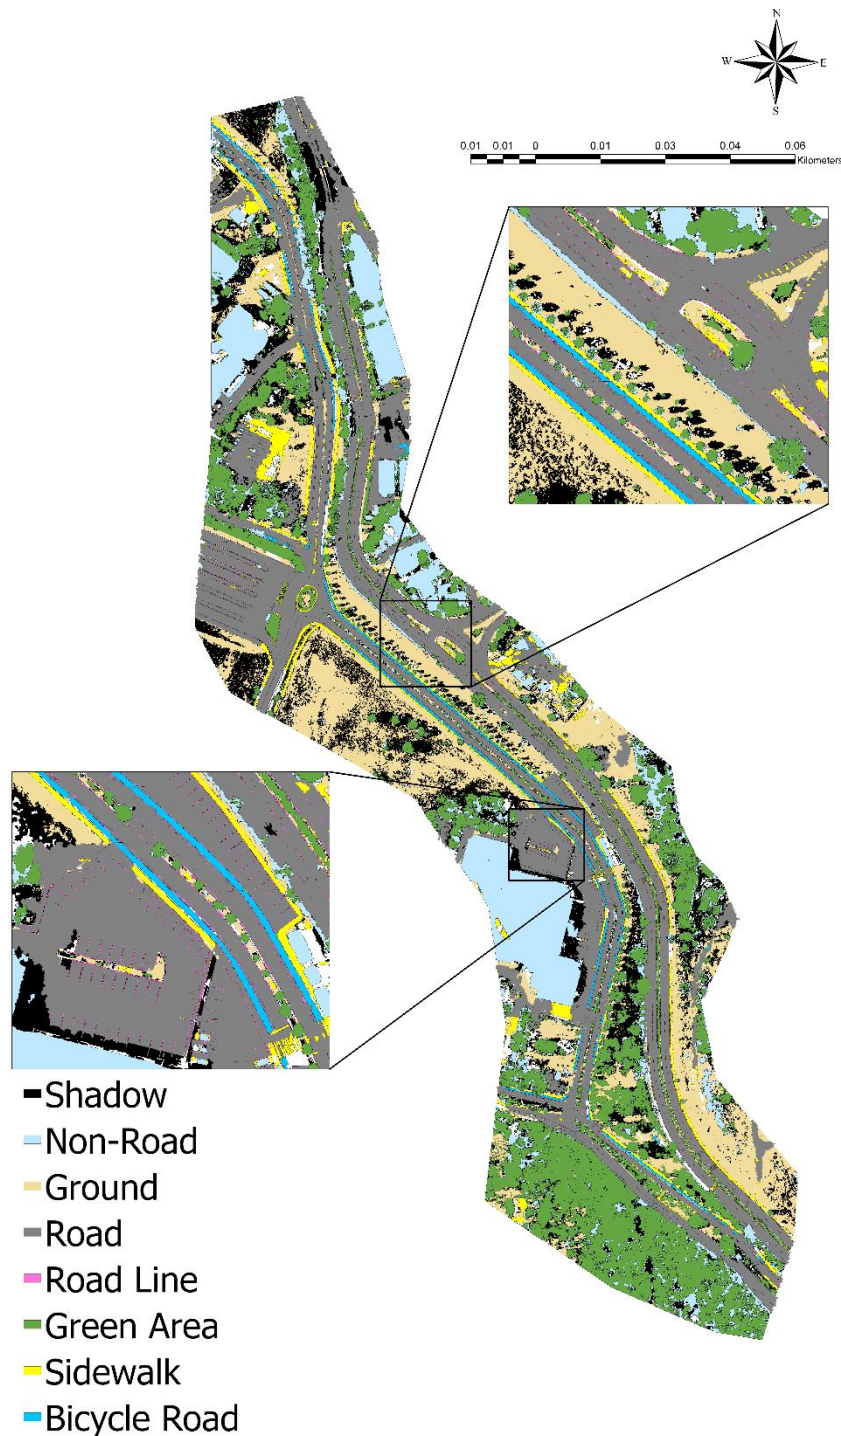 N
W E
S
0.01 0.01 0 0.01 0.03 0.04 0.06
Kilometers
Shadow
Non-Road
Ground
Road
Road Line
Green Area
Sidewalk
Bicycle Road